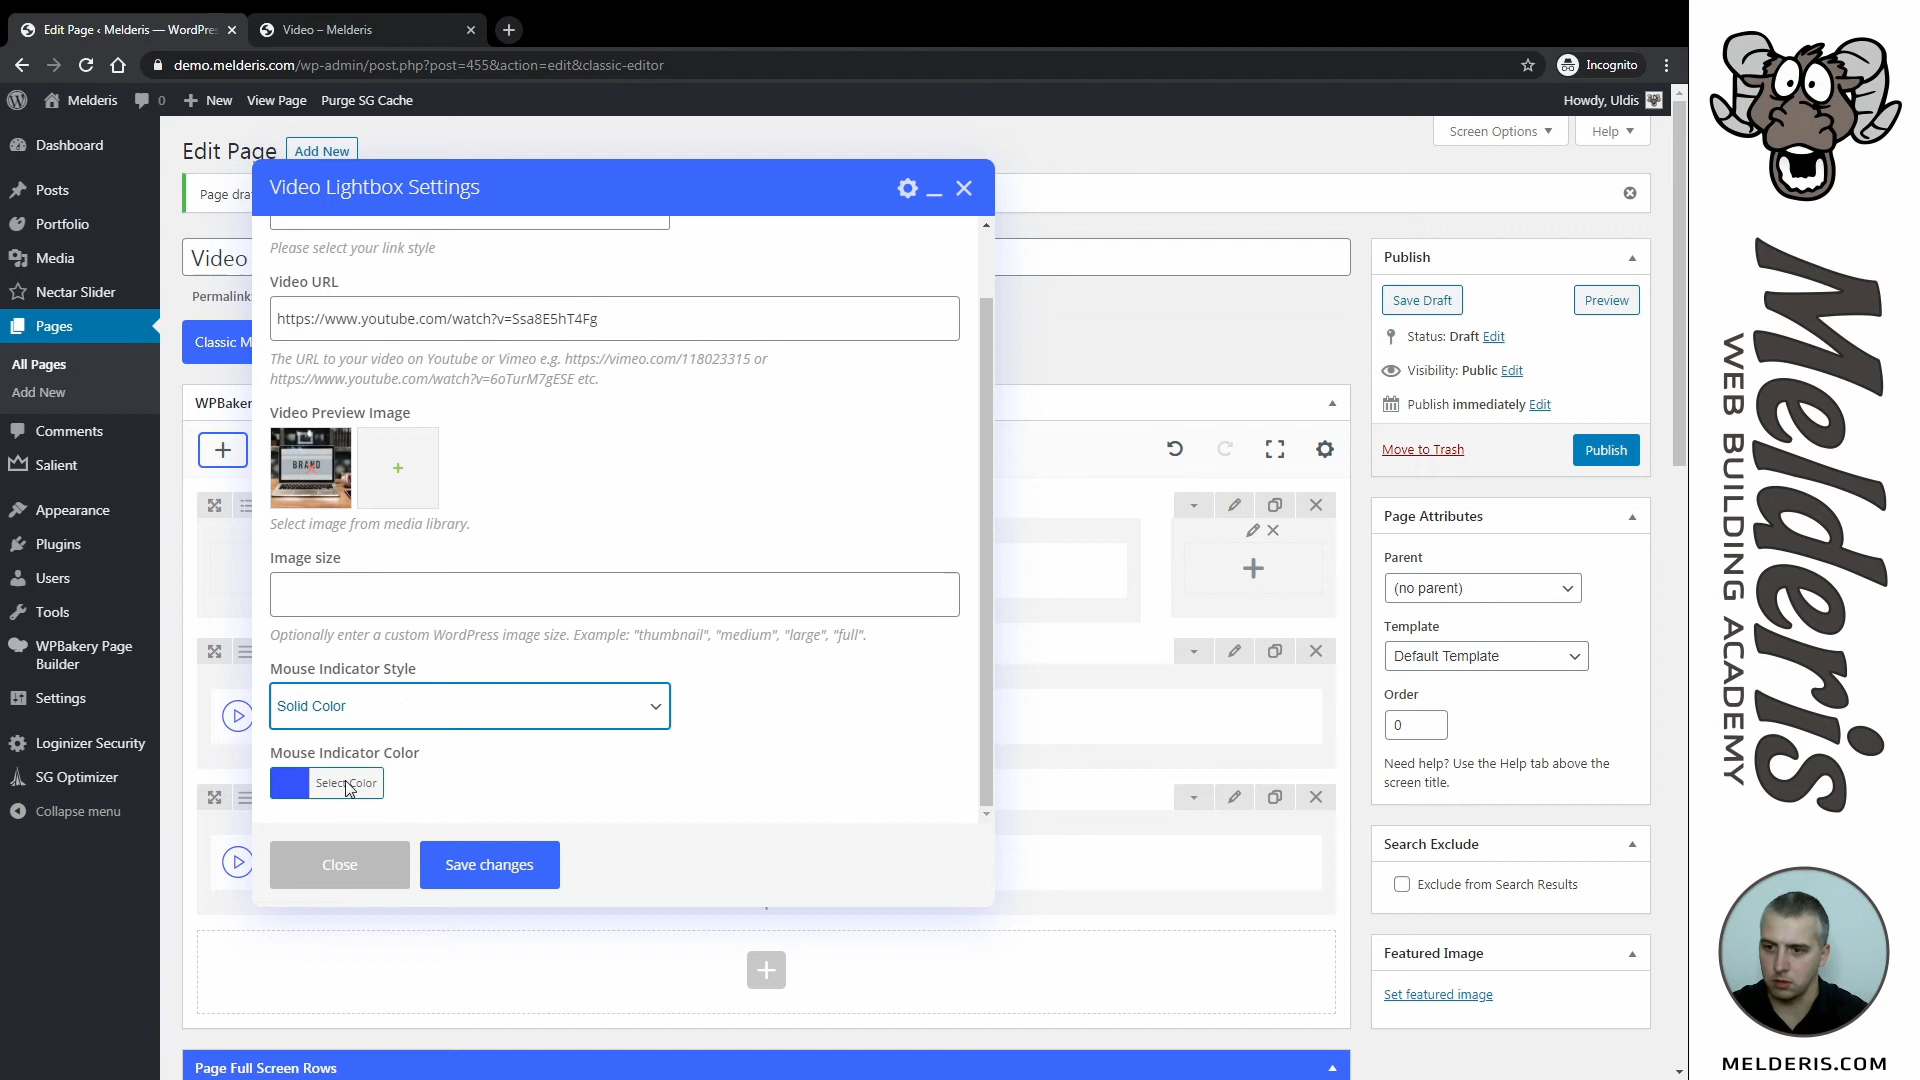 Edit Page ‹ Melderis — WordPre
Video – Melderis
demo.melderis.com/wp-admin/post.php?post=455&action=edit&classic-editor
Incognito
Melderis
0
New
View Page
Purge SG Cache
Howdy, Uldis
Dashboard
Posts
Portfolio
Media
Nectar Slider
Pages
All Pages
Add New
Comments
Salient
Appearance
Plugins
Users
Tools
WPBakery Page
Builder
Settings
Loginizer Security
SG Optimizer
Collapse menu
Screen Options
Help
Edit Page
Add New
Page dra
Video
Permalink:
Classic M
WPBaker
Video Lightbox Settings
Please select your link style
Video URL
https://www.youtube.com/watch?v=Ssa8E5hT4Fg
The URL to your video on Youtube or Vimeo e.g. https://vimeo.com/118023315 or
https://www.youtube.com/watch?v=6oTurM7gESE etc.
Video Preview Image
BRAND
Select image from media library.
Image size
Optionally enter a custom WordPress image size. Example: "thumbnail", "medium", "large", "full".
Mouse Indicator Style
Solid Color
Mouse Indicator Color
Select Color
Close
Save changes
Page Full Screen Rows
Publish
Save Draft
Preview
Status: Draft Edit
Visibility: Public Edit
Publish immediately Edit
Move to Trash
Publish
Page Attributes
Parent
(no parent)
Template
Default Template
Order
0
Need help? Use the Help tab above the
screen title.
Search Exclude
Exclude from Search Results
Featured Image
Set featured image
Melderis
WEB BUILDING ACADEMY
MELDERIS.COM